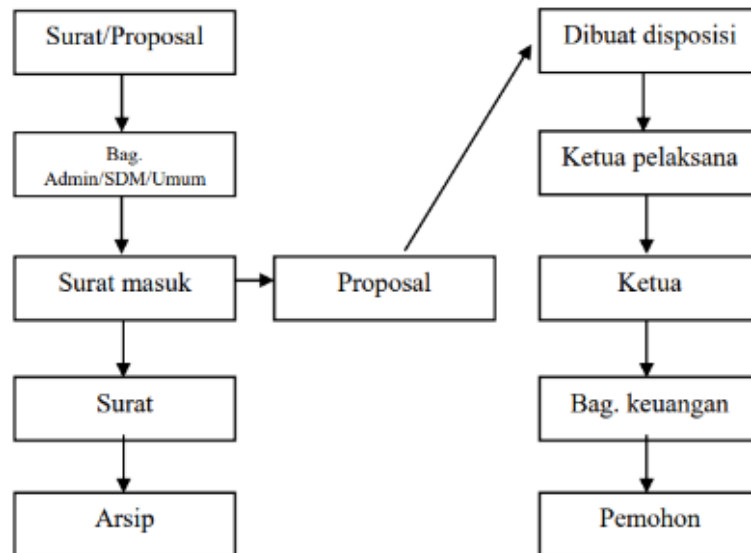 Surat/Proposal
Bag.
Admin/SDM/Umum
Surat masuk
Surat
Arsip
Proposal
Dibuat disposisi
Ketua pelaksana
Ketua
Bag. keuangan
Pemohon